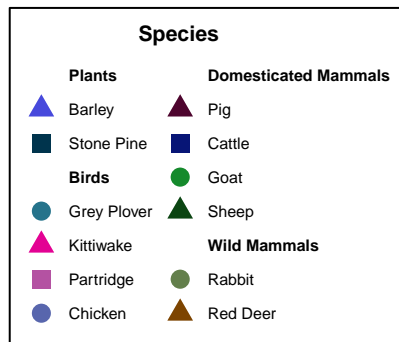 Species
Plants
Barley
Stone Pine
Birds
Grey Plover
Kittiwake
Partridge
Chicken
Domesticated Mammals
Pig
Cattle
Goat
Sheep
Wild Mammals
Rabbit
Red Deer